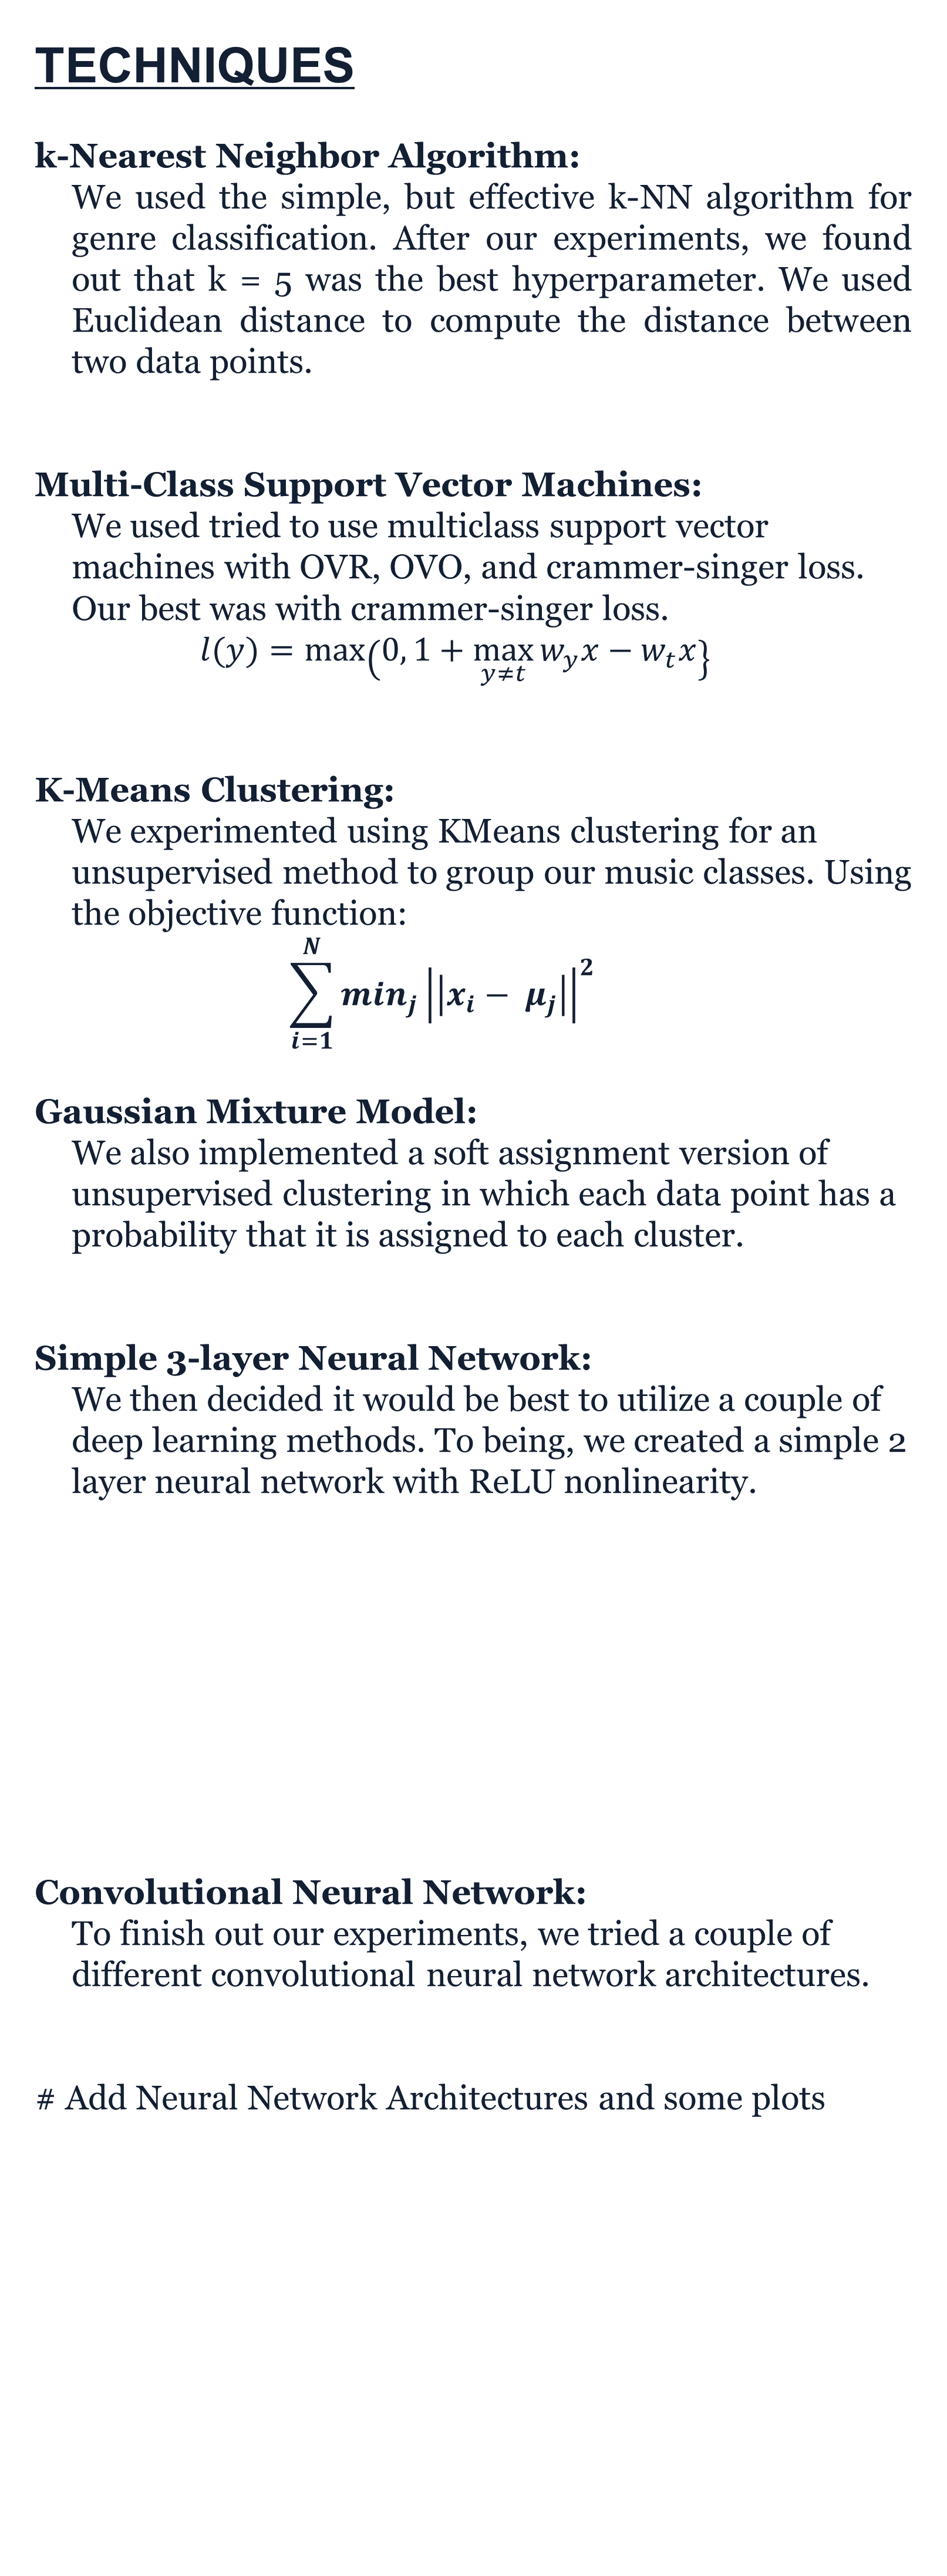 TECHNIQUES
k-Nearest Neighbor Algorithm:
We used the simple, but effective k-NN algorithm for
genre classification. After our experiments, we found
out that k = 5 was the best hyperparameter. We used
Euclidean distance to compute the distance between
two data points.
Multi-Class Support Vector Machines:
We used tried to use multiclass support vector
machines with OVR, OVO, and crammer-singer loss.
Our best was with crammer-singer loss.
l(y) = max(0, 1 + max_{y≠t} w_y x − w_t x}
K-Means Clustering:
We experimented using KMeans clustering for an
unsupervised method to group our music classes. Using
the objective function:
∑_{i=1}^{N} min_j ||x_i − μ_j||^2
Gaussian Mixture Model:
We also implemented a soft assignment version of
unsupervised clustering in which each data point has a
probability that it is assigned to each cluster.
Simple 3-layer Neural Network:
We then decided it would be best to utilize a couple of
deep learning methods. To being, we created a simple 2
layer neural network with ReLU nonlinearity.
Convolutional Neural Network:
To finish out our experiments, we tried a couple of
different convolutional neural network architectures.
# Add Neural Network Architectures and some plots